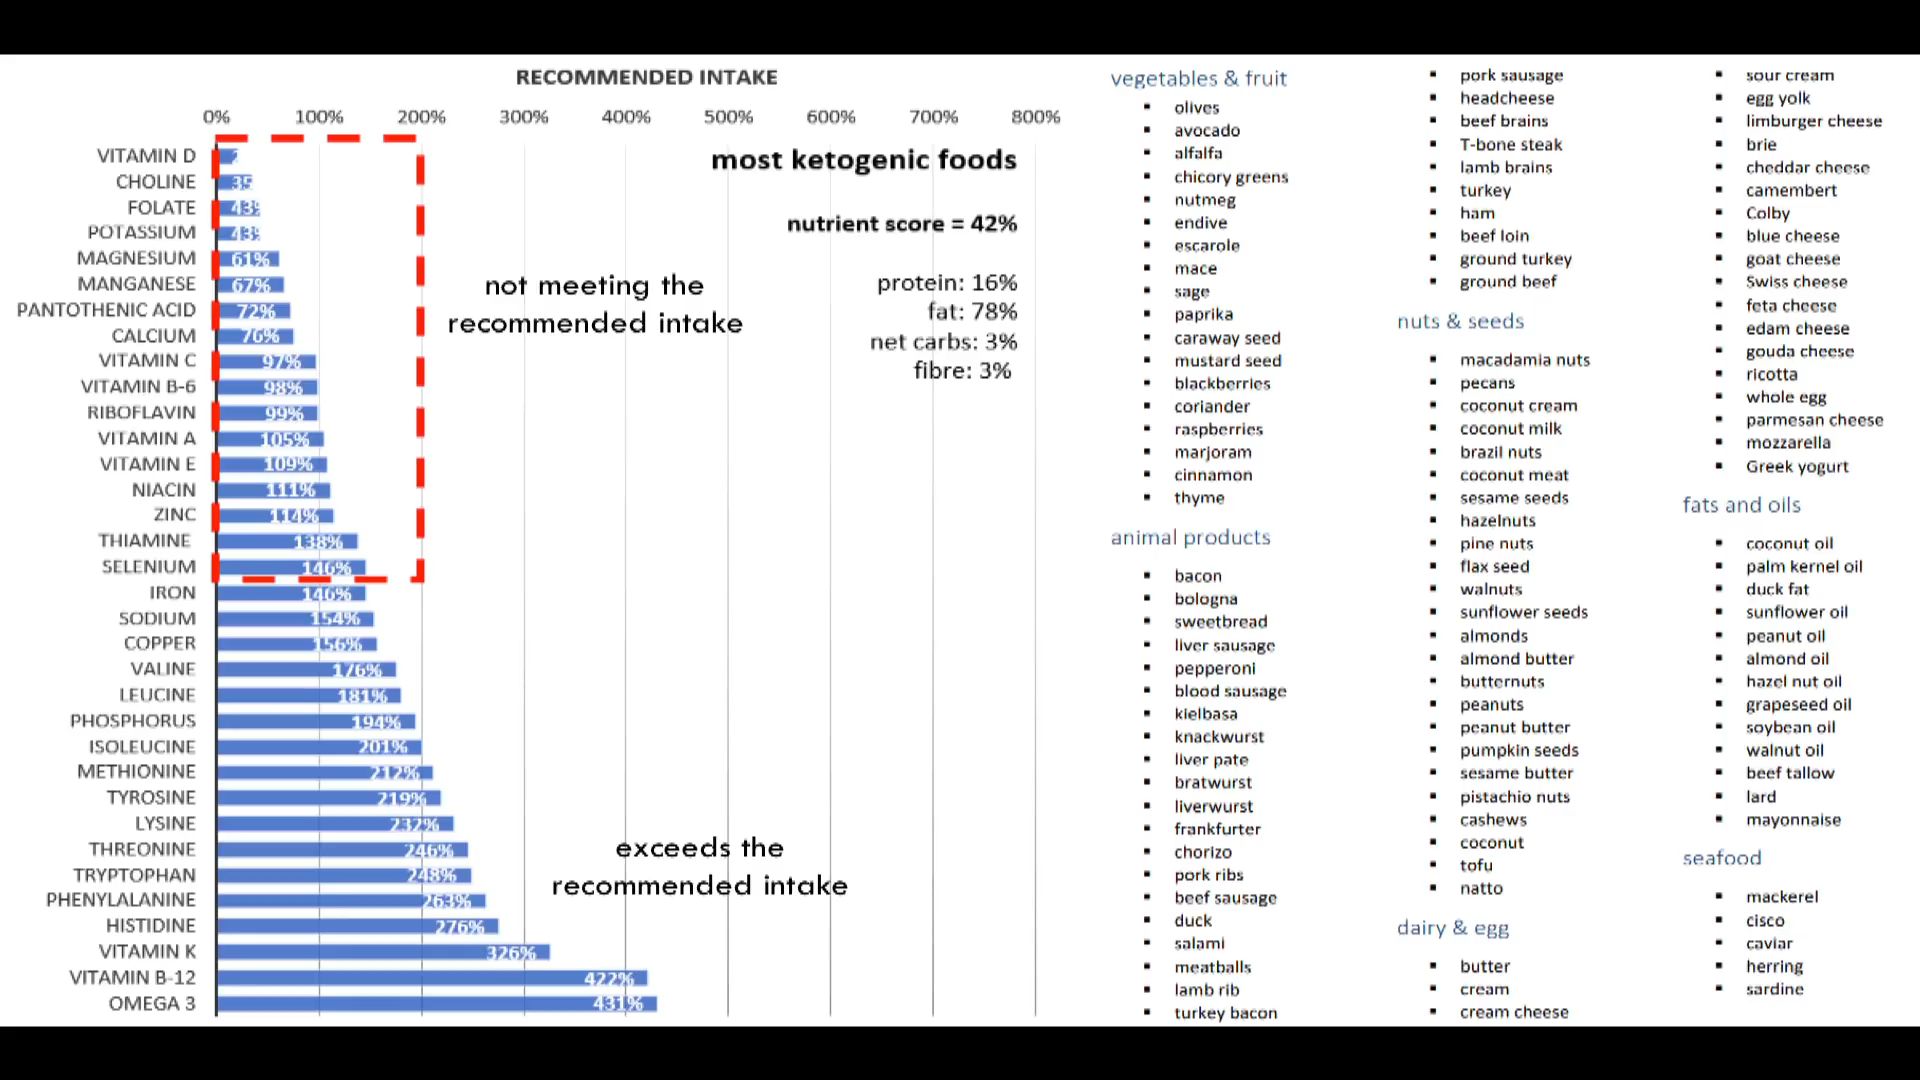 RECOMMENDED INTAKE
0% 100% 200% 300% 400% 500% 600% 700% 800%
VITAMIN D
CHOLINE 35
FOLATE 43%
POTASSIUM 43%
MAGNESIUM 61%
MANGANESE 67%
PANTOTHENIC ACID 72%
CALCIUM 76%
VITAMIN C 97%
VITAMIN B-6 98%
RIBOFLAVIN 99%
VITAMIN A 105%
VITAMIN E 109%
NIACIN 111%
ZINC 114%
THIAMINE 138%
SELENIUM 146%
IRON 146%
SODIUM 154%
COPPER 156%
VALINE 176%
LEUCINE 181%
PHOSPHORUS 194%
ISOLEUCINE 201%
METHIONINE 212%
TYROSINE 219%
LYSINE 232%
THREONINE 246%
TRYPTOPHAN 248%
PHENYLALANINE 263%
HISTIDINE 276%
VITAMIN K 326%
VITAMIN B-12 422%
OMEGA 3 431%
most ketogenic foods
nutrient score = 42%
protein: 16%
fat: 78%
net carbs: 3%
fibre: 3%
not meeting the
recommended intake
exceeds the
recommended intake
vegetables & fruit
olives
avocado
alfalfa
chicory greens
nutmeg
endive
escarole
mace
sage
paprika
caraway seed
mustard seed
blackberries
coriander
raspberries
marjoram
cinnamon
thyme
animal products
bacon
bologna
sweetbread
liver sausage
pepperoni
blood sausage
kielbasa
knackwurst
liver pate
bratwurst
liverwurst
frankfurter
chorizo
pork ribs
beef sausage
duck
salami
meatballs
lamb rib
turkey bacon
pork sausage
headcheese
beef brains
T-bone steak
lamb brains
turkey
ham
beef loin
ground turkey
ground beef
nuts & seeds
macadamia nuts
pecans
coconut cream
coconut milk
brazil nuts
coconut meat
sesame seeds
hazelnuts
pine nuts
flax seed
walnuts
sunflower seeds
almonds
almond butter
butternuts
peanuts
peanut butter
pumpkin seeds
sesame butter
pistachio nuts
cashews
coconut
tofu
natto
dairy & egg
butter
cream
cream cheese
sour cream
egg yolk
limburger cheese
brie
cheddar cheese
camembert
Colby
blue cheese
goat cheese
Swiss cheese
feta cheese
edam cheese
gouda cheese
ricotta
whole egg
parmesan cheese
mozzarella
Greek yogurt
fats and oils
coconut oil
palm kernel oil
duck fat
sunflower oil
peanut oil
almond oil
hazel nut oil
grapeseed oil
soybean oil
walnut oil
beef tallow
lard
mayonnaise
seafood
mackerel
cisco
caviar
herring
sardine